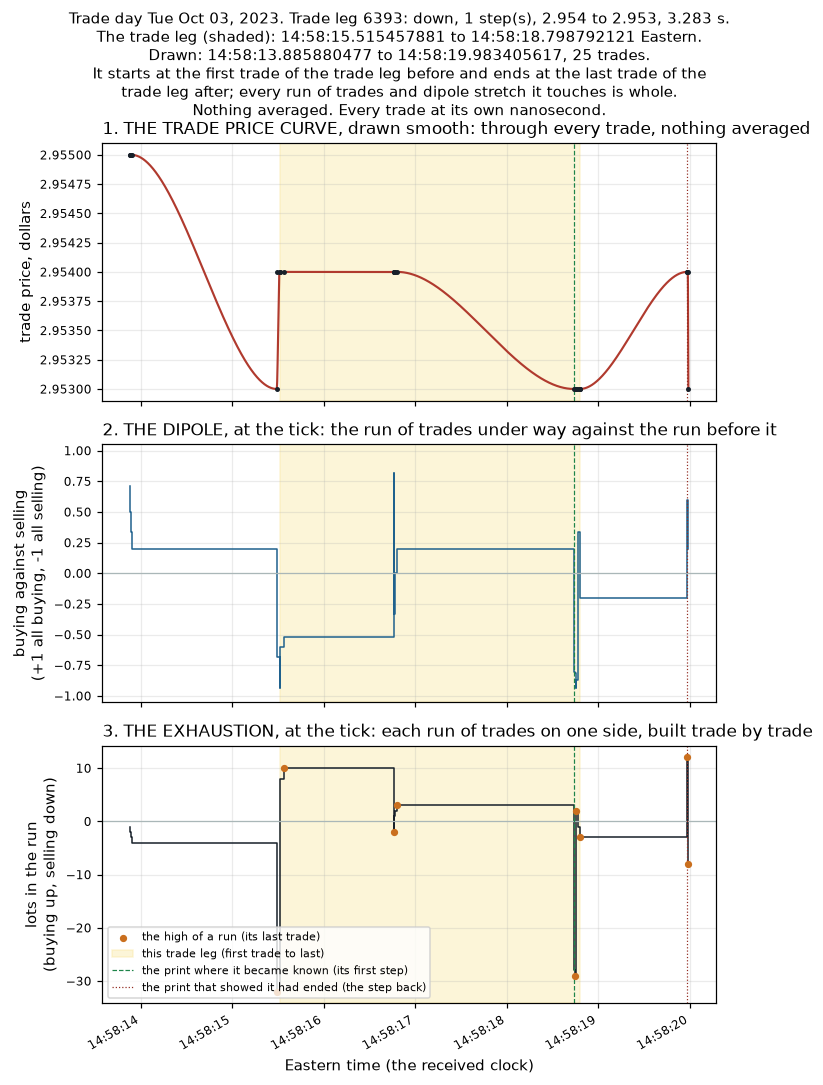 Trade day Tue Oct 03, 2023. Trade leg 6393: down, 1 step(s), 2.954 to 2.953, 3.283 s.
The trade leg (shaded): 14:58:15.515457881 to 14:58:18.798792121 Eastern.
Drawn: 14:58:13.885880477 to 14:58:19.983405617, 25 trades.
It starts at the first trade of the trade leg before and ends at the last trade of the
trade leg after; every run of trades and dipole stretch it touches is whole.
Nothing averaged. Every trade at its own nanosecond.
1. THE TRADE PRICE CURVE, drawn smooth: through every trade, nothing averaged
2.95500
2.95475
2.95450
2.95425
2.95400
2.95375
2.95350
2.95325
2.95300
trade price, dollars
2. THE DIPOLE, at the tick: the run of trades under way against the run before it
1.00
0.75
0.50
0.25
0.00
−0.25
−0.50
−0.75
−1.00
buying against selling
(+1 all buying, -1 all selling)
3. THE EXHAUSTION, at the tick: each run of trades on one side, built trade by trade
10
0
−10
−20
−30
lots in the run
(buying up, selling down)
the high of a run (its last trade)
this trade leg (first trade to last)
the print where it became known (its first step)
the print that showed it had ended (the step back)
14:58:14
14:58:15
14:58:16
14:58:17
14:58:18
14:58:19
14:58:20
Eastern time (the received clock)